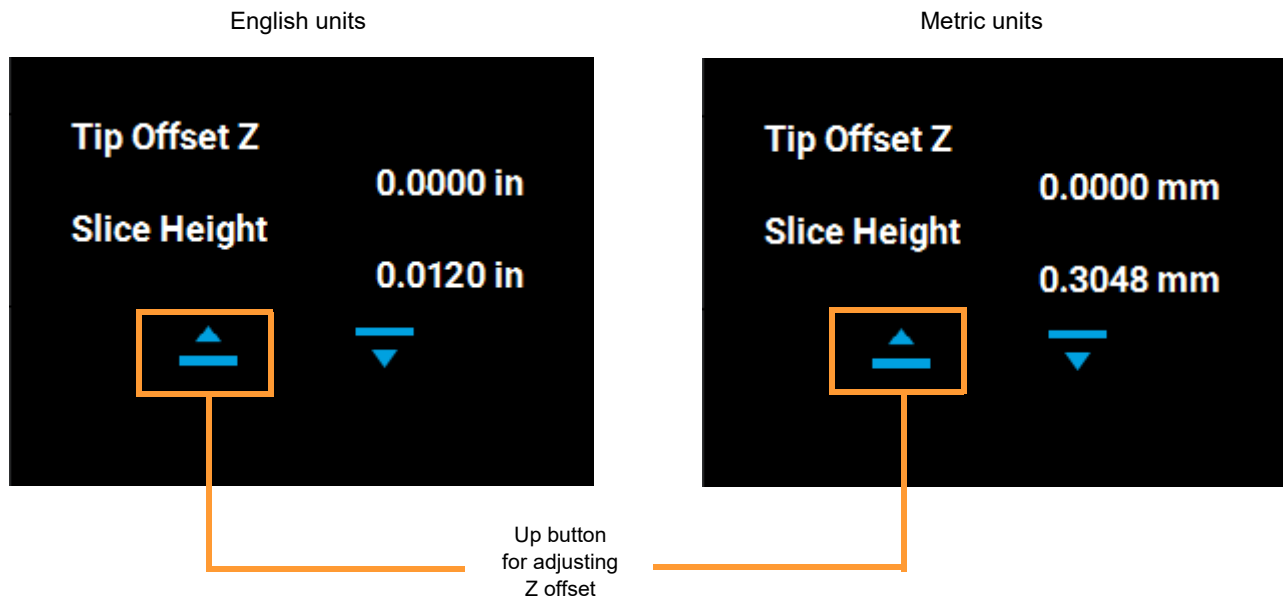 English units
Metric units
Tip Offset Z
0.0000 in
Slice Height
0.0120 in
Tip Offset Z
0.0000 mm
Slice Height
0.3048 mm
Up button
for adjusting
Z offset